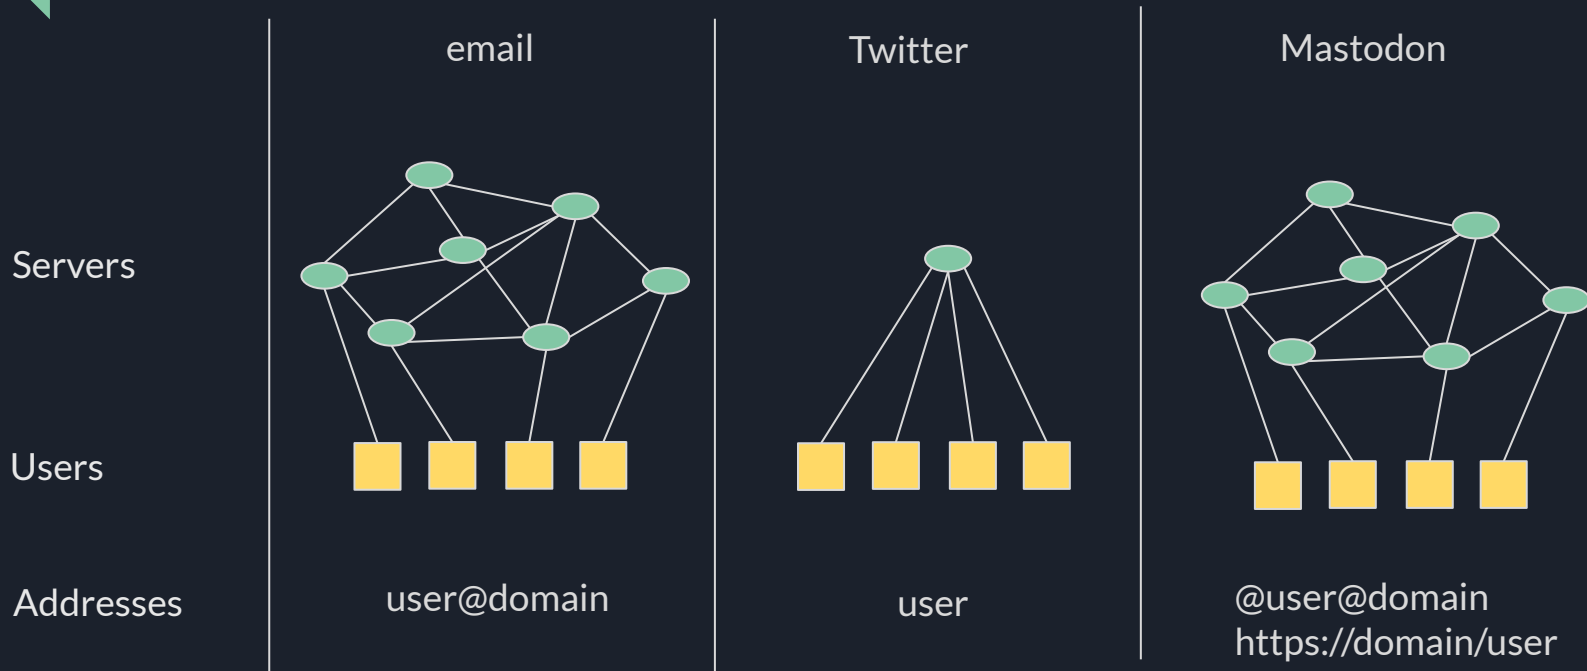 email
Twitter
Mastodon
Servers
Users
Addresses
user@domain
user
@user@domain
https://domain/user